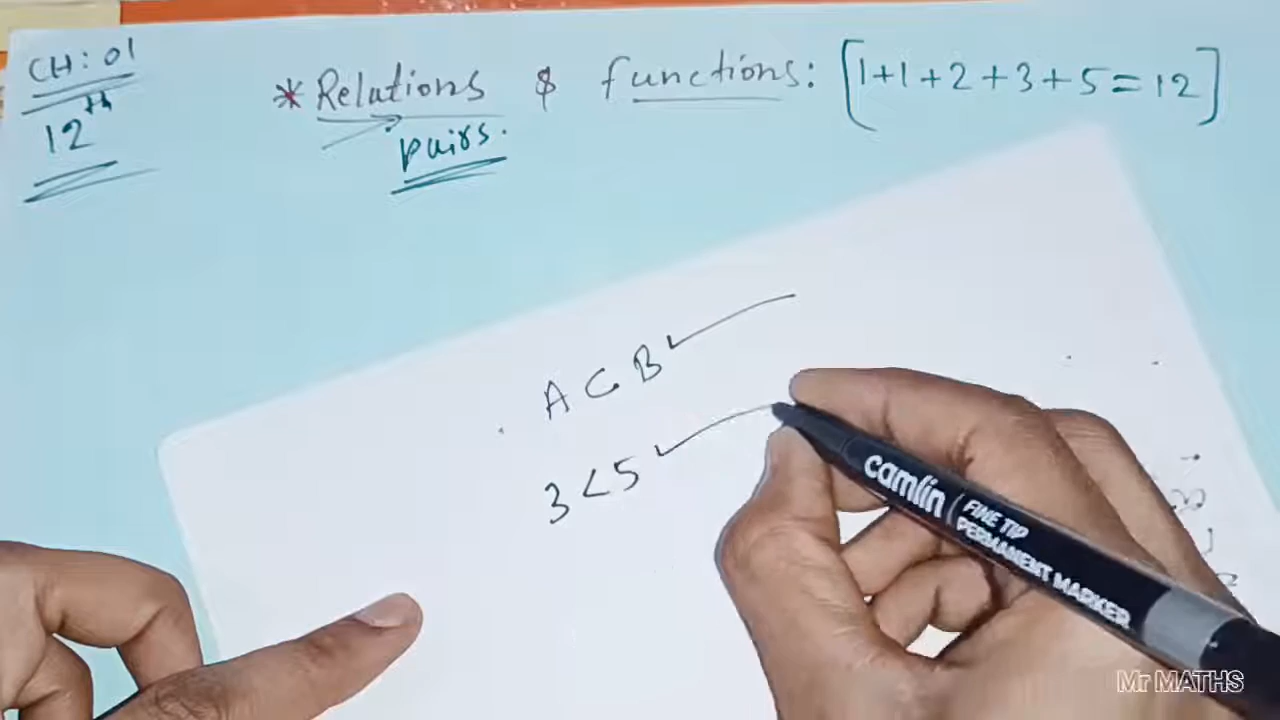 CH: 01
12th
*Relations & functions: [1+1+2+3+5=12]
pairs.
A ⊂ B
3<5
camlin
FINE TIP
PERMANENT MARKER
Mr MATHS